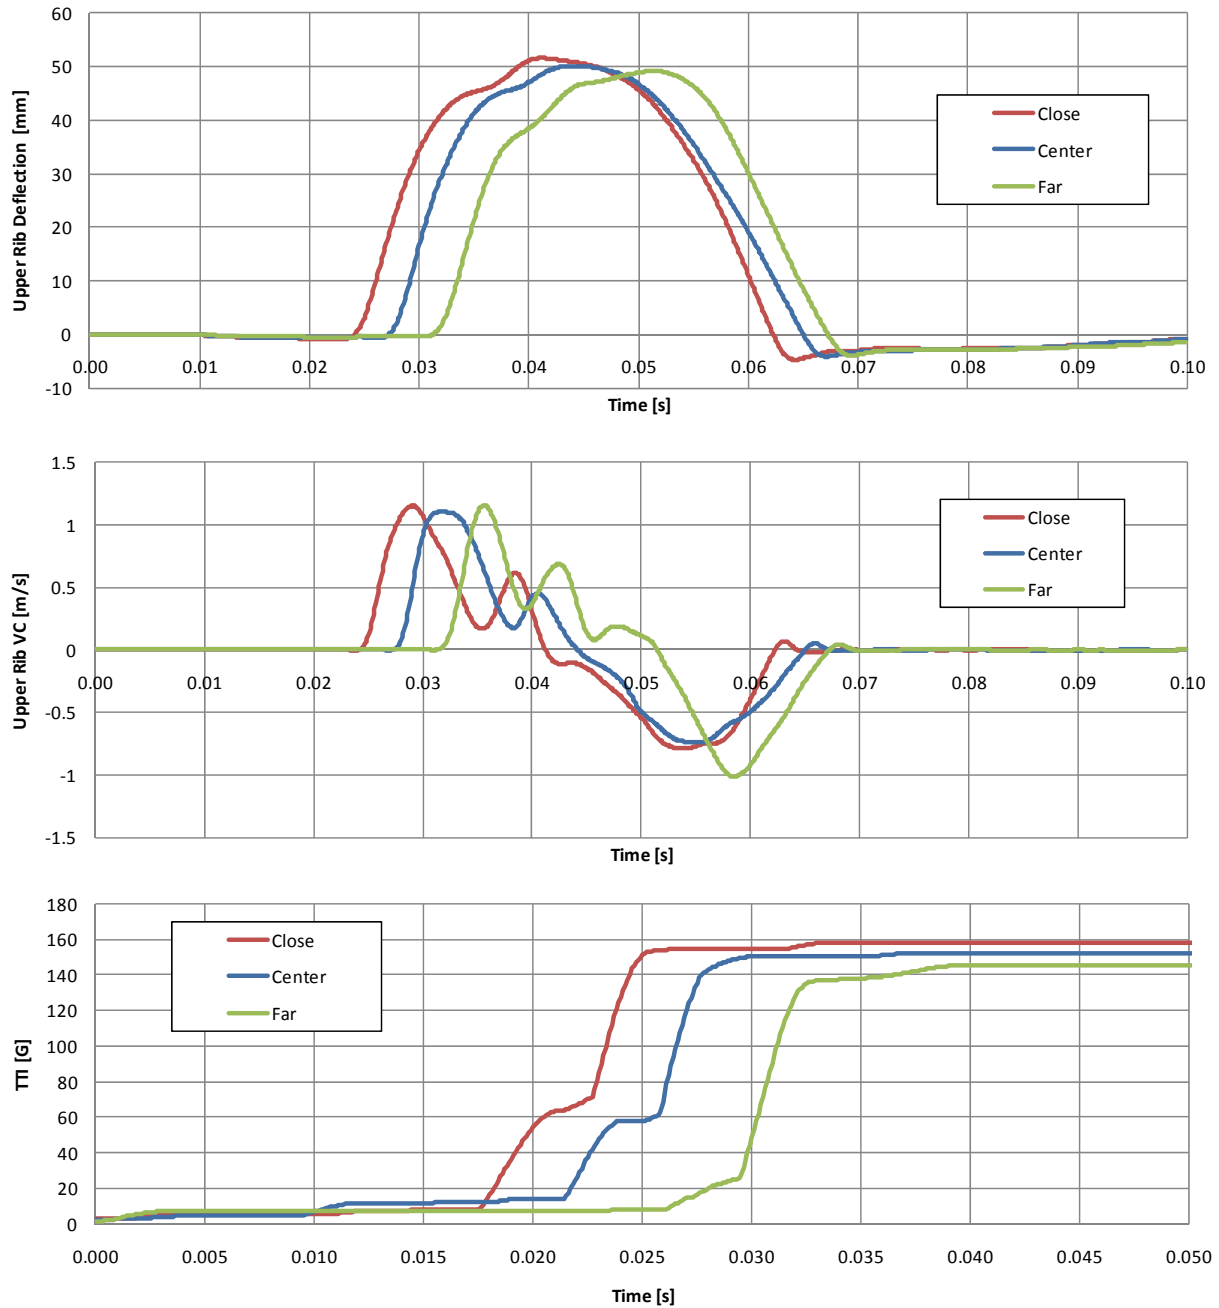 60
50
40
30
20
10
0
-10
Upper Rib Deflection [mm]
Close
Center
Far
0.00 0.01 0.02 0.03 0.04 0.05 0.06 0.07 0.08 0.09 0.10
Time [s]
1.5
1
0.5
0
-0.5
-1
-1.5
Upper Rib VC [m/s]
Close
Center
Far
0.00 0.01 0.02 0.03 0.04 0.05 0.06 0.07 0.08 0.09 0.10
Time [s]
180
160
140
120
100
80
60
40
20
0
TTI [G]
Close
Center
Far
0.000 0.005 0.010 0.015 0.020 0.025 0.030 0.035 0.040 0.045 0.050
Time [s]